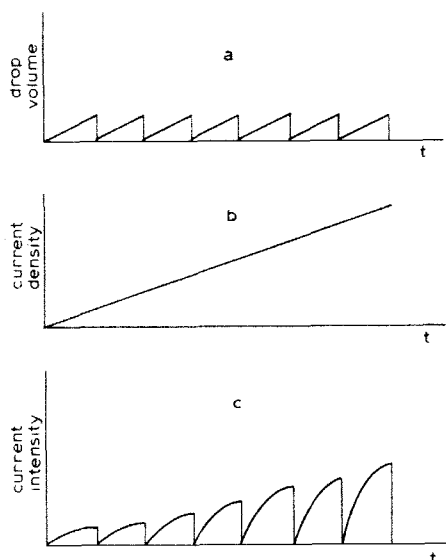 drop
volume
a
t
current
density
b
t
current
intensity
c
t